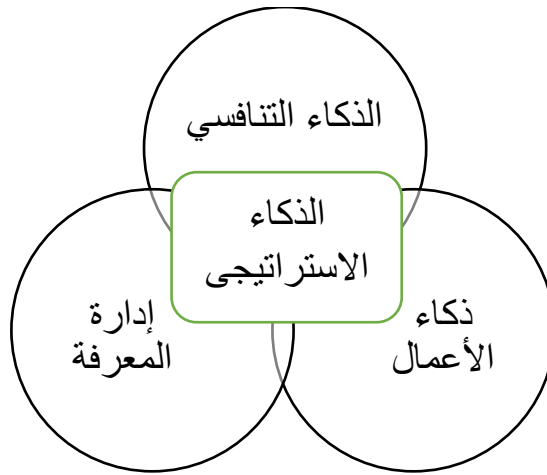 الذكاء التنافسي
الذكاء
الاستراتيجى
ذكاء
الأعمال
إدارة
المعرفة